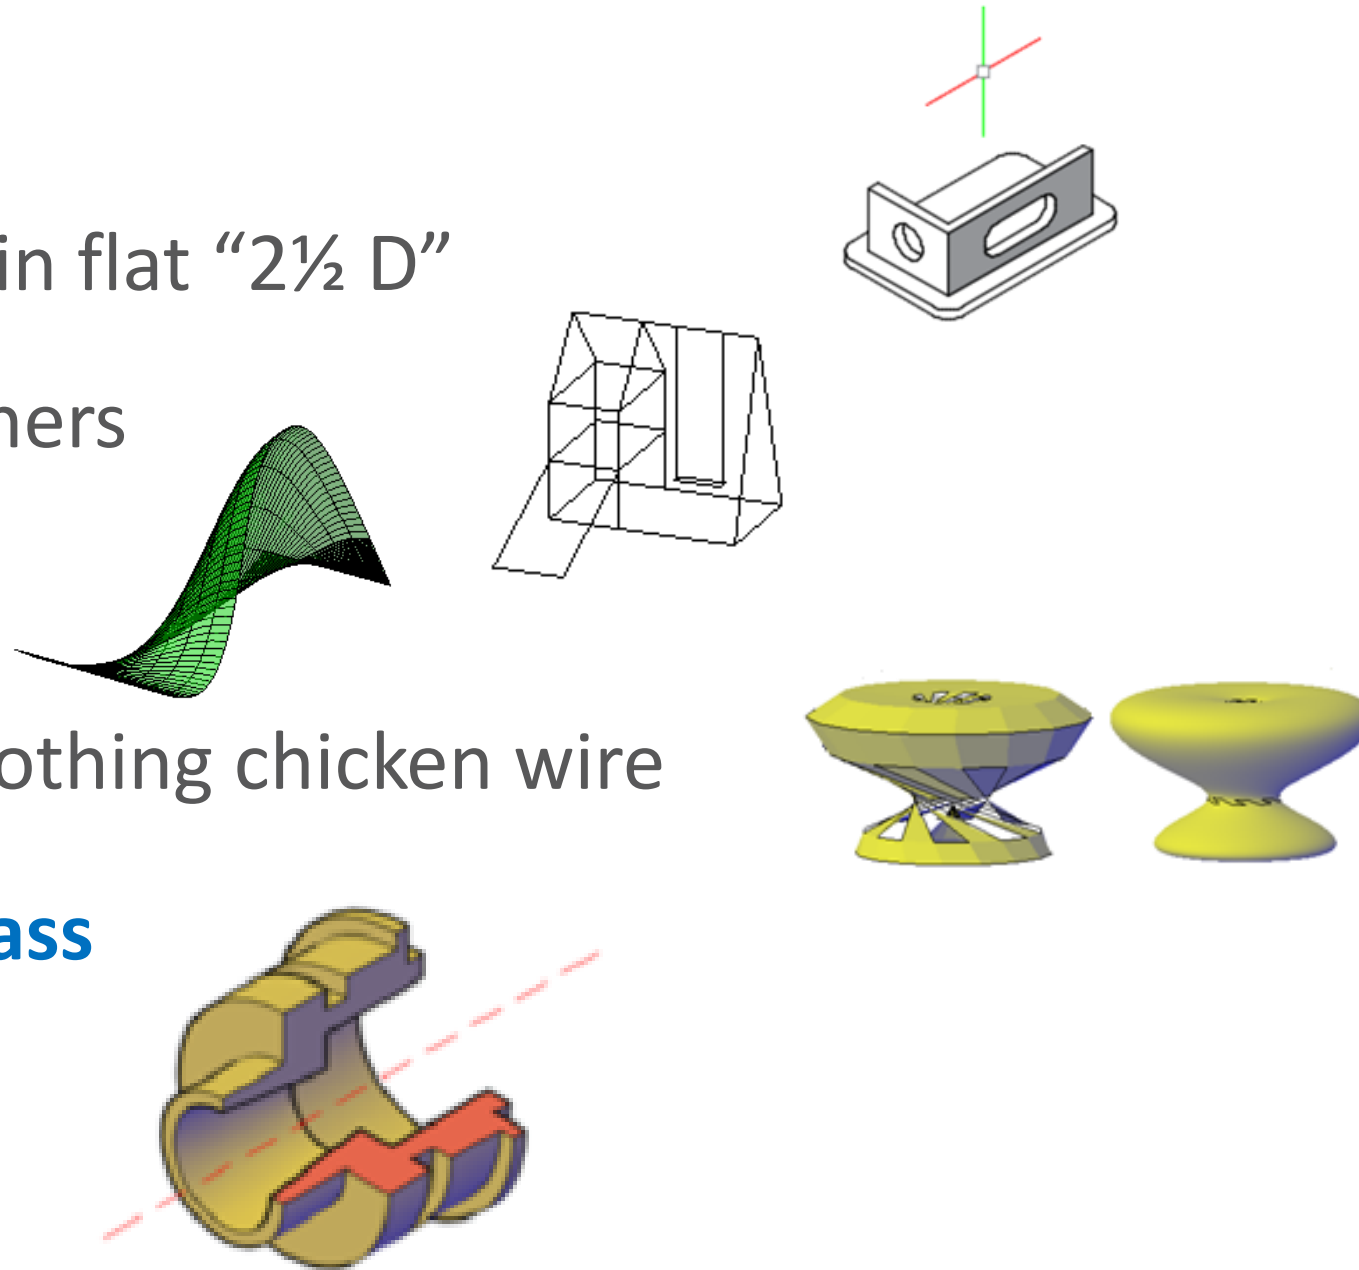 in flat “2½ D”
ners
othing chicken wire
ass